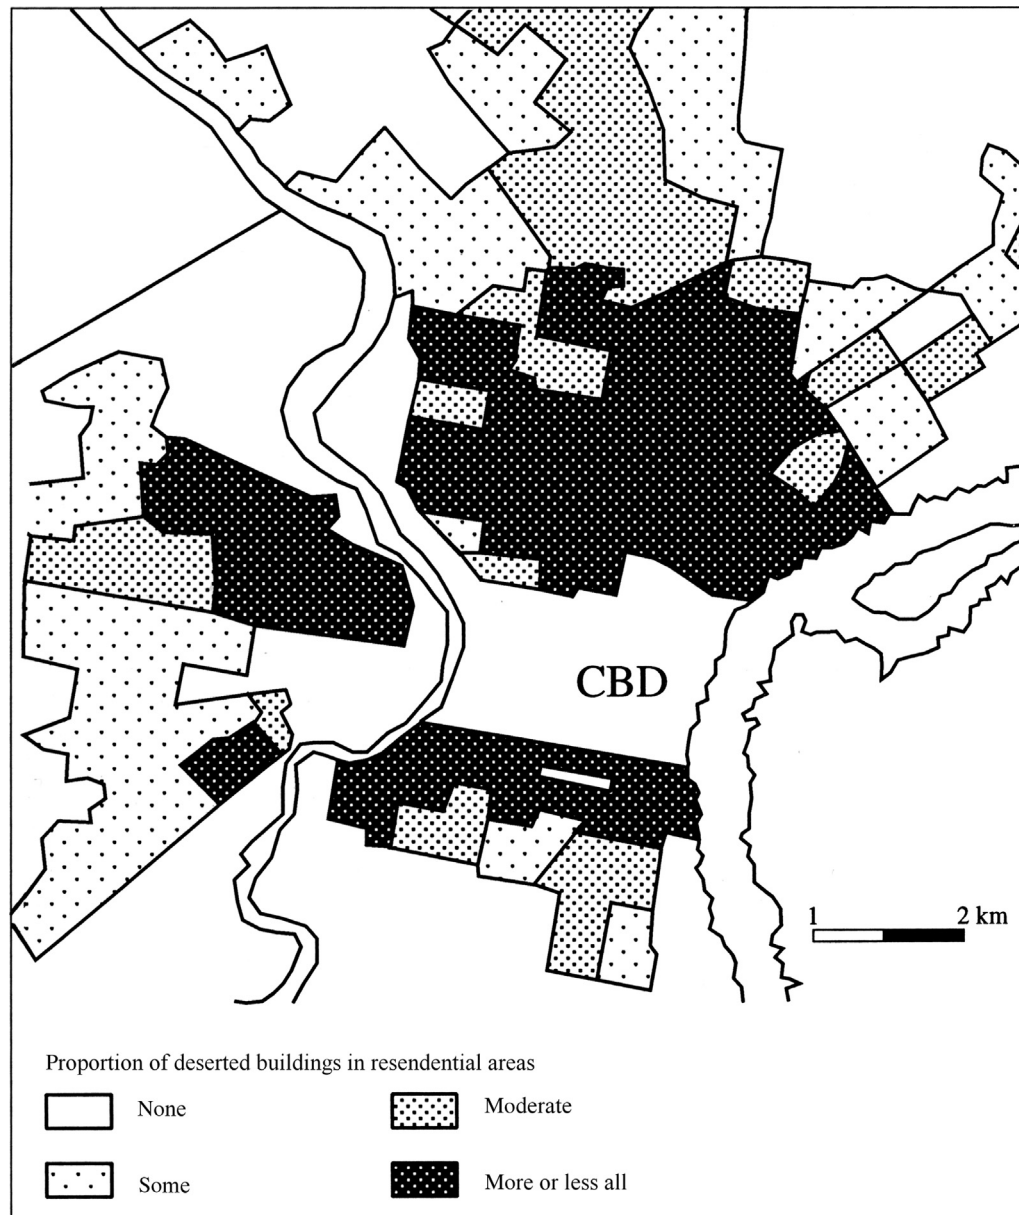 CBD
1 2 km
Proportion of deserted buildings in resendential areas
None
Moderate
Some
More or less all